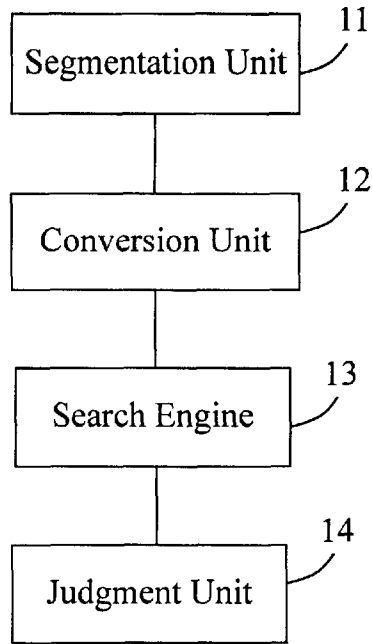 11
Segmentation Unit
12
Conversion Unit
13
Search Engine
14
Judgment Unit